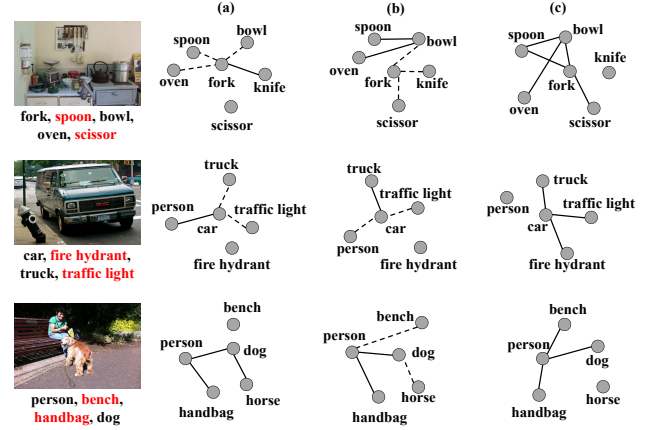 (a) (b) (c)
spoon bowl
oven fork knife
scissor
spoon bowl
oven fork knife
scissor
spoon bowl
knife
oven fork
scissor
fork, spoon, bowl,
oven, scissor
truck
person traffic light
car
fire hydrant
truck
traffic light
car
person
fire hydrant
truck
person traffic light
car
fire hydrant
car, fire hydrant,
truck, traffic light
bench
person dog
handbag horse
bench
person dog
handbag horse
bench
person dog
handbag horse
person, bench,
handbag, dog